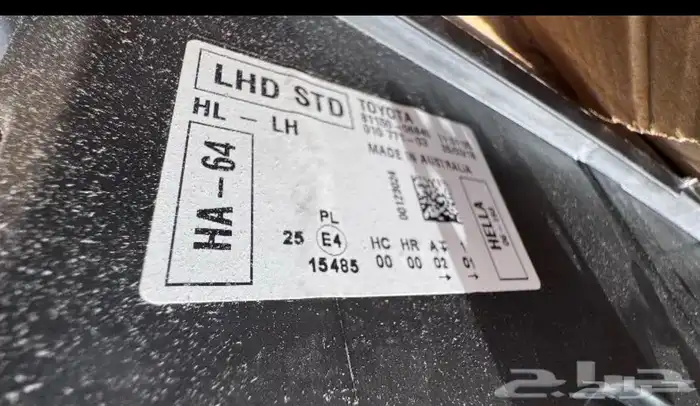 LHD STD
HL - LH
HA-64
TOYOTA
MADE IN AUSTRALIA
00123024
HELLA
PL
25 E4 HC HR
15485 00 00 02
حراج